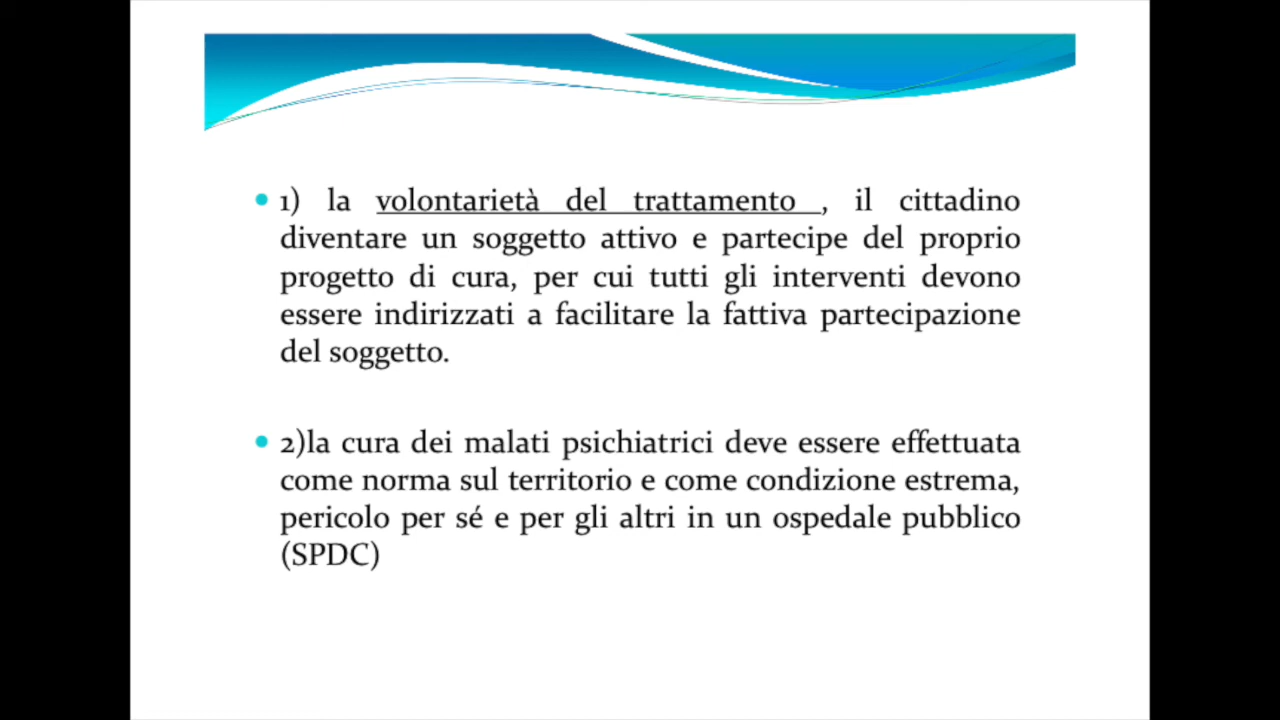 • 1) la volontarietà del trattamento , il cittadino
diventare un soggetto attivo e partecipe del proprio
progetto di cura, per cui tutti gli interventi devono
essere indirizzati a facilitare la fattiva partecipazione
del soggetto.
• 2)la cura dei malati psichiatrici deve essere effettuata
come norma sul territorio e come condizione estrema,
pericolo per sé e per gli altri in un ospedale pubblico
(SPDC)